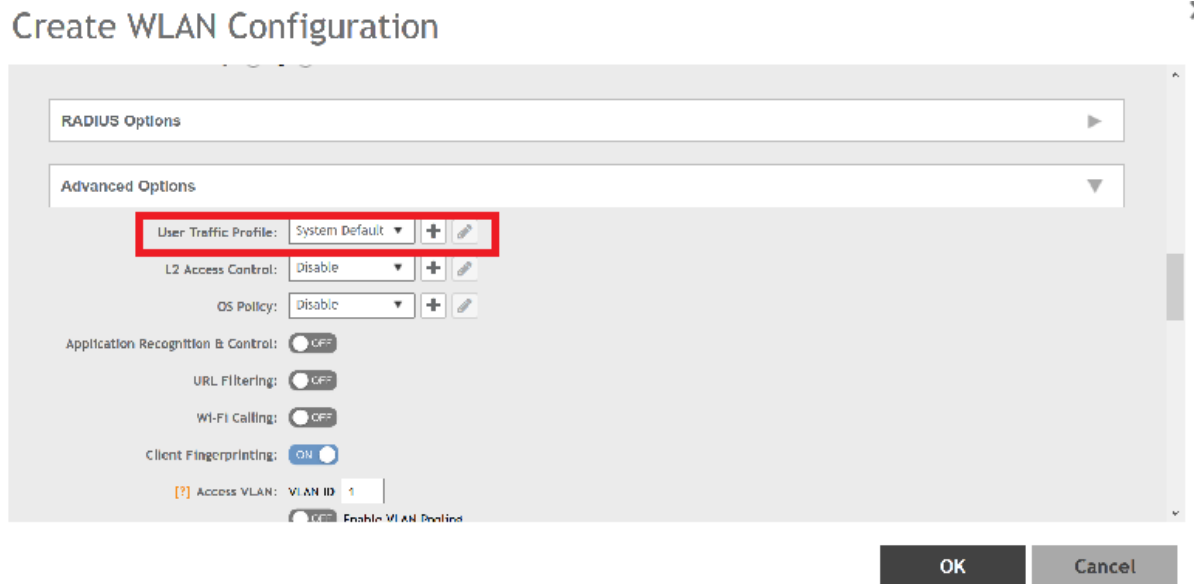 Create WLAN Configuration
RADIUS Options
Advanced Options
User Traffic Profile: System Default
L2 Access Control: Disable
OS Policy: Disable
Application Recognition & Control: OFF
URL Filtering: OFF
Wi-Fi Calling: OFF
Client Fingerprinting: ON
[?] Access VLAN: VLAN ID 1
OFF Enable VLAN Pooling
OK Cancel